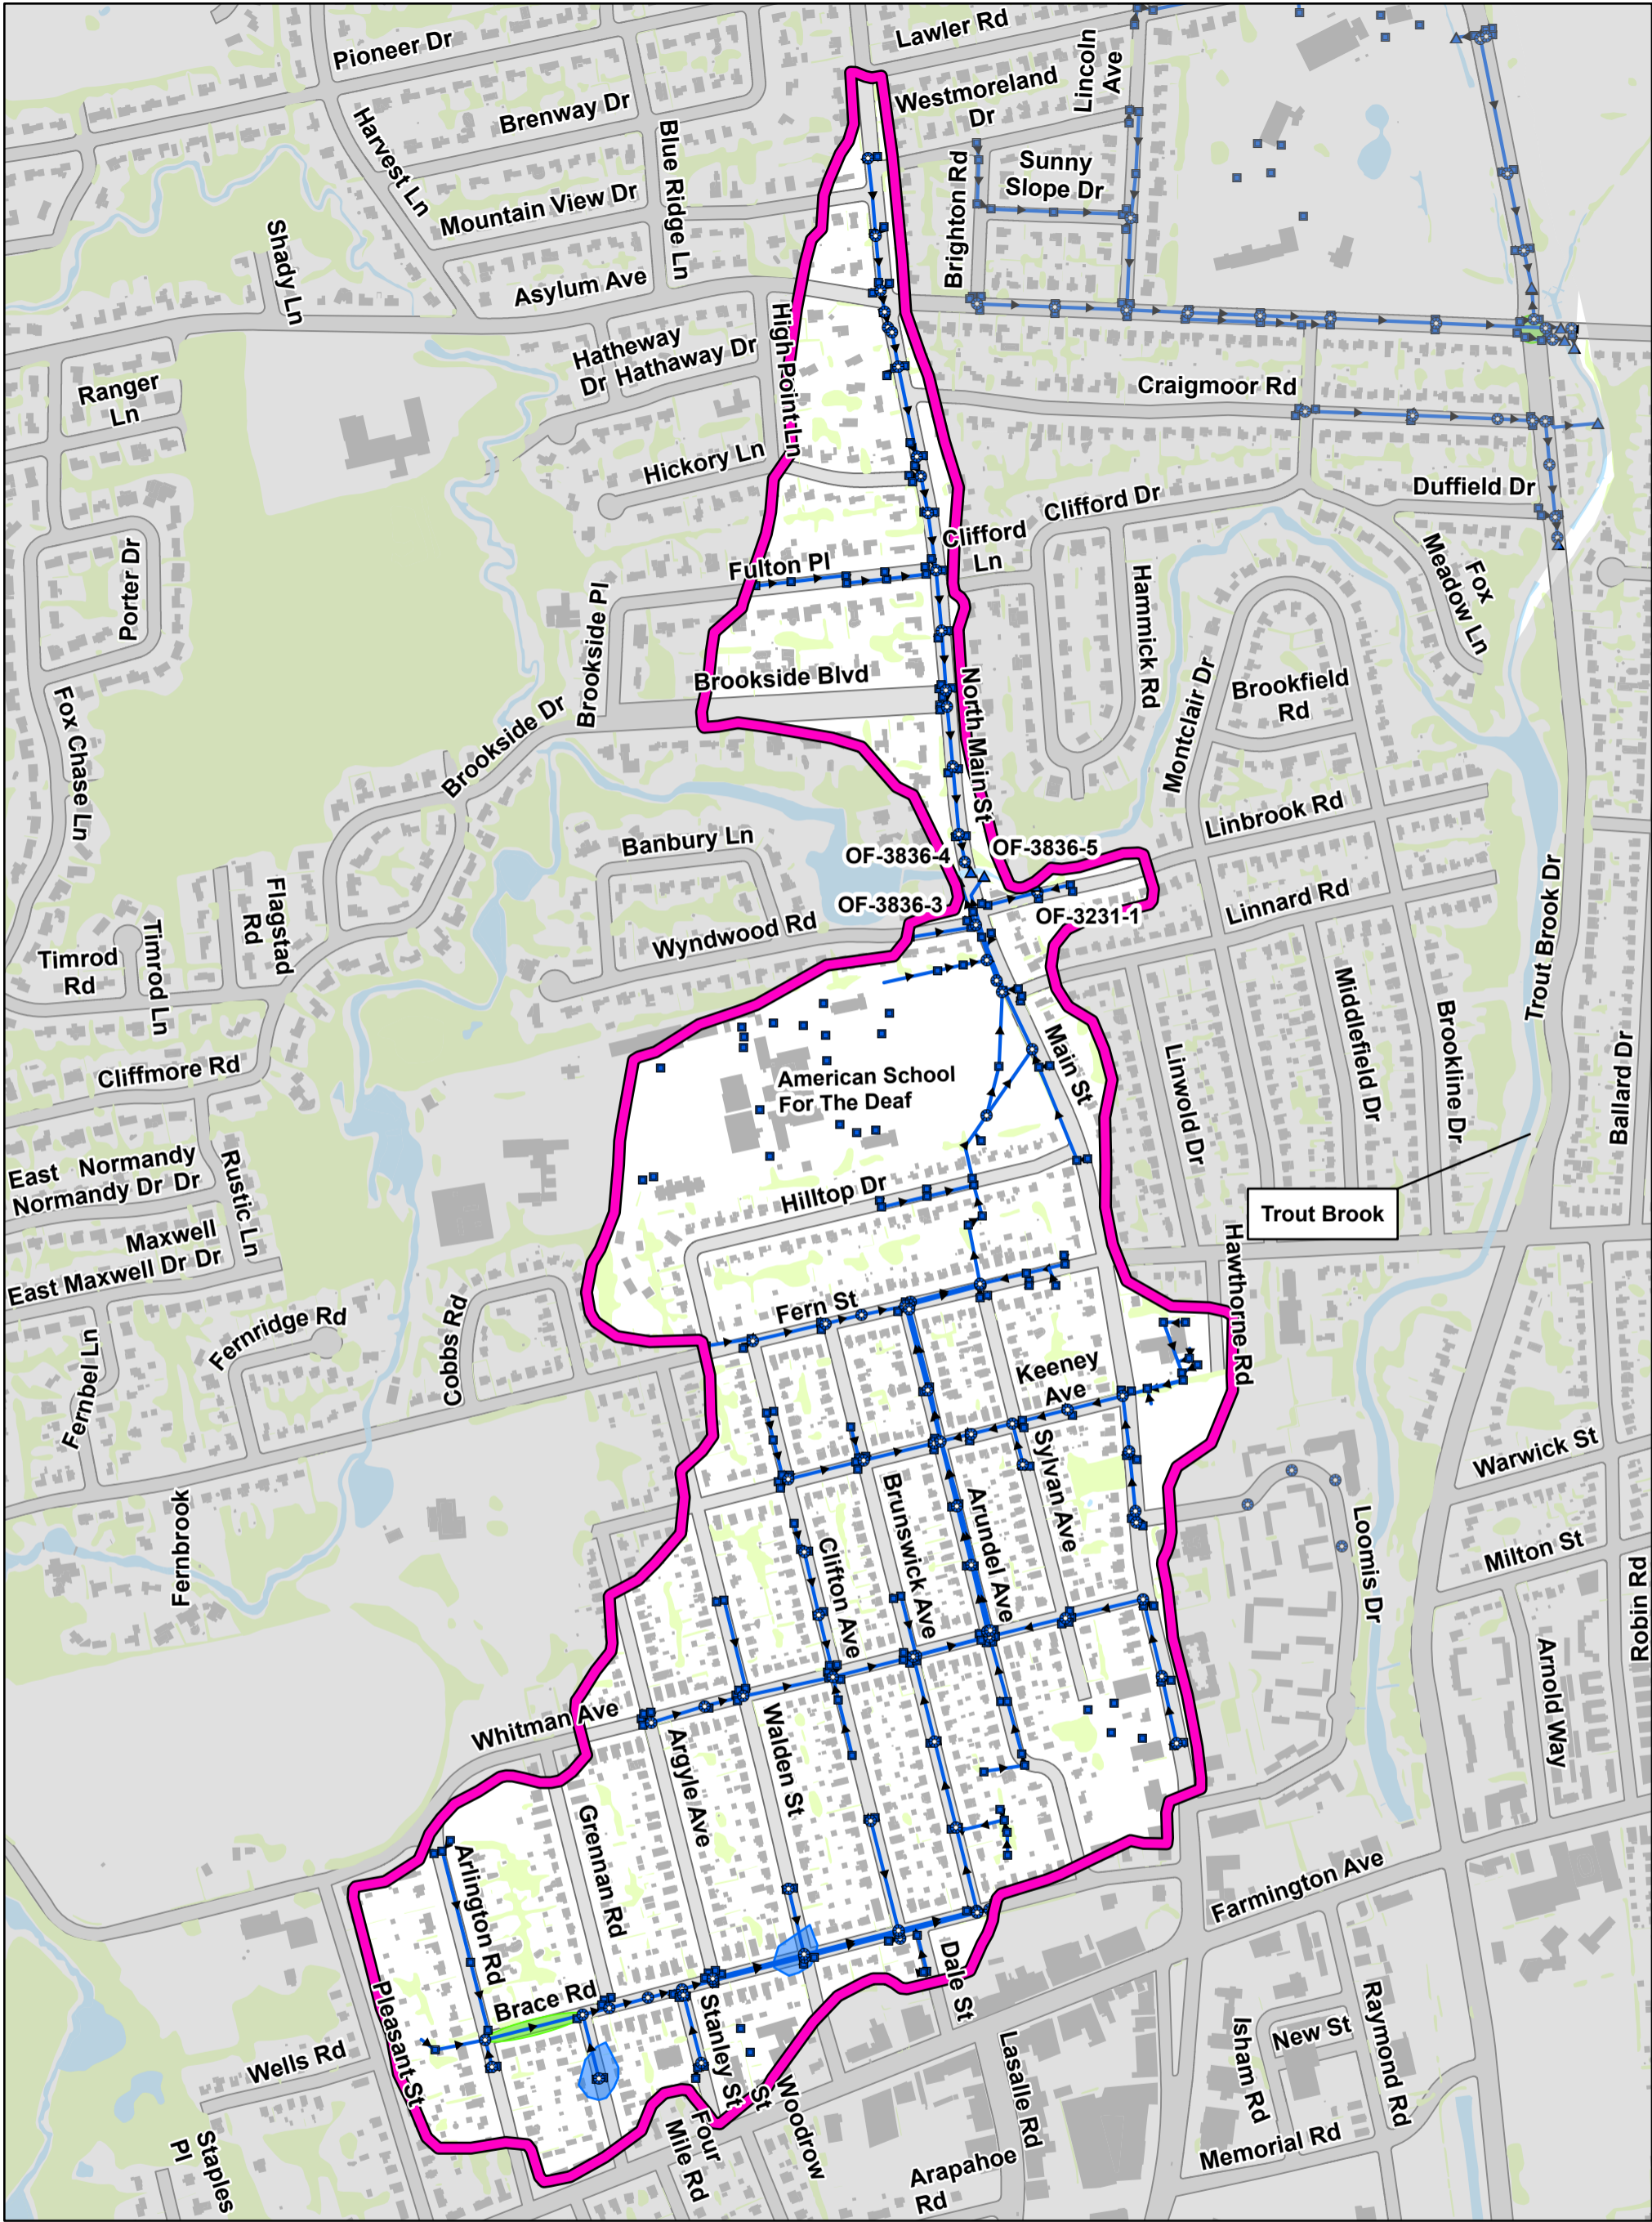 Pioneer Dr
Lawler Rd
Lincoln
Ave
Westmoreland
Dr
Brenway Dr
Harvest Ln
Blue Ridge Ln
Brighton Rd
Sunny
Slope Dr
Mountain View Dr
Shady Ln
Asylum Ave
High Point Ln
Hatheway
Dr
Hathaway Dr
Ranger
Ln
Craigmoor Rd
Hickory Ln
Clifford Dr
Duffield Dr
Clifford
Ln
Porter Dr
Fulton Pl
Brookside Pl
Hammick Rd
Fox
Meadow Ln
Brookside Blvd
North Main St
Montclair Dr
Brookfield
Rd
Fox Chase Ln
Brookside Dr
Linbrook Rd
Banbury Ln
OF-3836-4
OF-3836-5
Trout Brook Dr
OF-3836-3
OF-3231-1
Linnard Rd
Flagstad
Rd
Wyndwood Rd
Timrod
Rd
Timrod Ln
Middlefield Dr
Brookline Dr
Main St
Linwold Dr
Ballard Dr
Cliffmore Rd
American School
For The Deaf
East Normandy
Normandy Dr Dr
Rustic Ln
Hilltop Dr
Trout Brook
Maxwell
East Maxwell Dr Dr
Hawthorne Rd
Fern St
Fernridge Rd
Cobbs Rd
Fernbel Ln
Keeney
Ave
Sylvan Ave
Warwick St
Fernbrook
Brunswick Ave
Arundel Ave
Clifton Ave
Loomis Dr
Milton St
Robin Rd
Arnold Way
Whitman Ave
Walden St
Argyle Ave
Grennan Rd
Arlington Rd
Farmington Ave
Dale St
Brace Rd
Pleasant St
Stanley St
Wells Rd
Lasalle Rd
Isham Rd
New St
Raymond Rd
Woodrow
St
Four
Mile Rd
Memorial Rd
Staples
Pl
Arapahoe
Rd